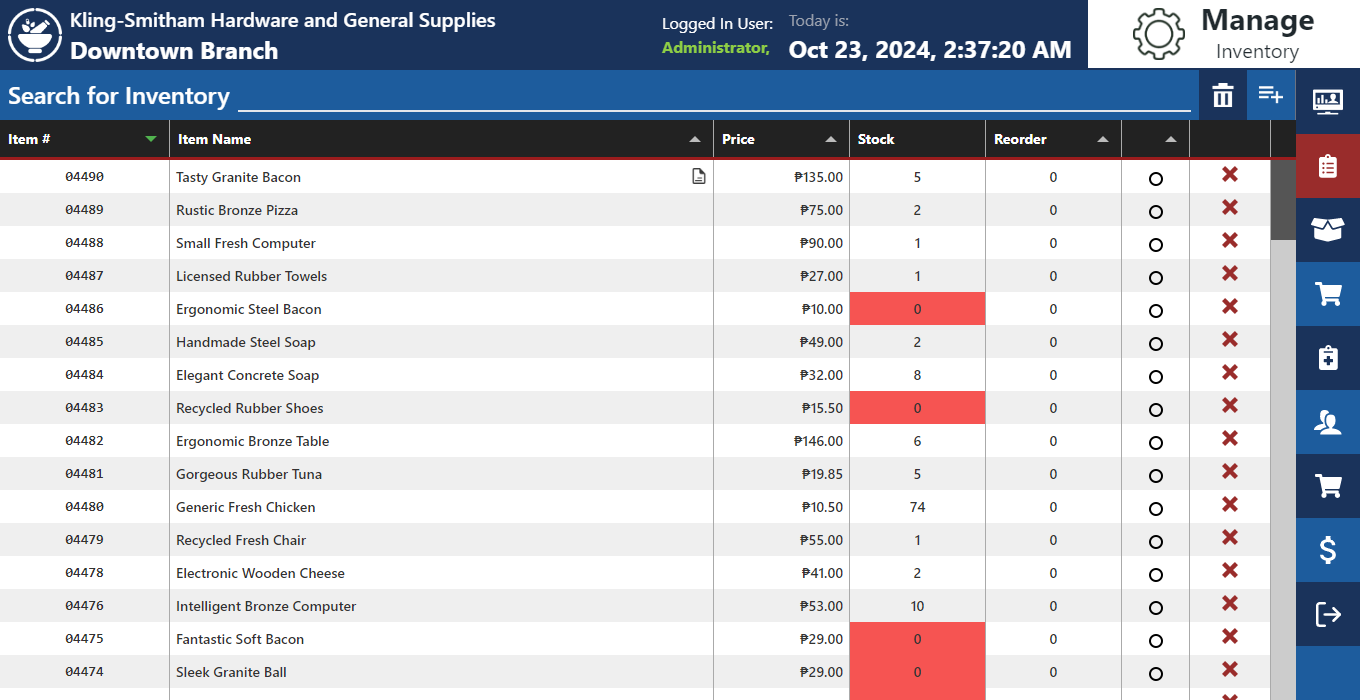 Kling-Smitham Hardware and General Supplies
Downtown Branch
Logged In User:
Administrator,
Today is:
Oct 23, 2024, 2:37:20 AM
Manage
Inventory
Search for Inventory
Item # Item Name Price Stock Reorder
04490 Tasty Granite Bacon ₱135.00 5 0
04489 Rustic Bronze Pizza ₱75.00 2 0
04488 Small Fresh Computer ₱90.00 1 0
04487 Licensed Rubber Towels ₱27.00 1 0
04486 Ergonomic Steel Bacon ₱10.00 0 0
04485 Handmade Steel Soap ₱49.00 2 0
04484 Elegant Concrete Soap ₱32.00 8 0
04483 Recycled Rubber Shoes ₱15.50 0 0
04482 Ergonomic Bronze Table ₱146.00 6 0
04481 Gorgeous Rubber Tuna ₱19.85 5 0
04480 Generic Fresh Chicken ₱10.50 74 0
04479 Recycled Fresh Chair ₱55.00 1 0
04478 Electronic Wooden Cheese ₱41.00 2 0
04476 Intelligent Bronze Computer ₱53.00 10 0
04475 Fantastic Soft Bacon ₱29.00 0 0
04474 Sleek Granite Ball ₱29.00 0 0